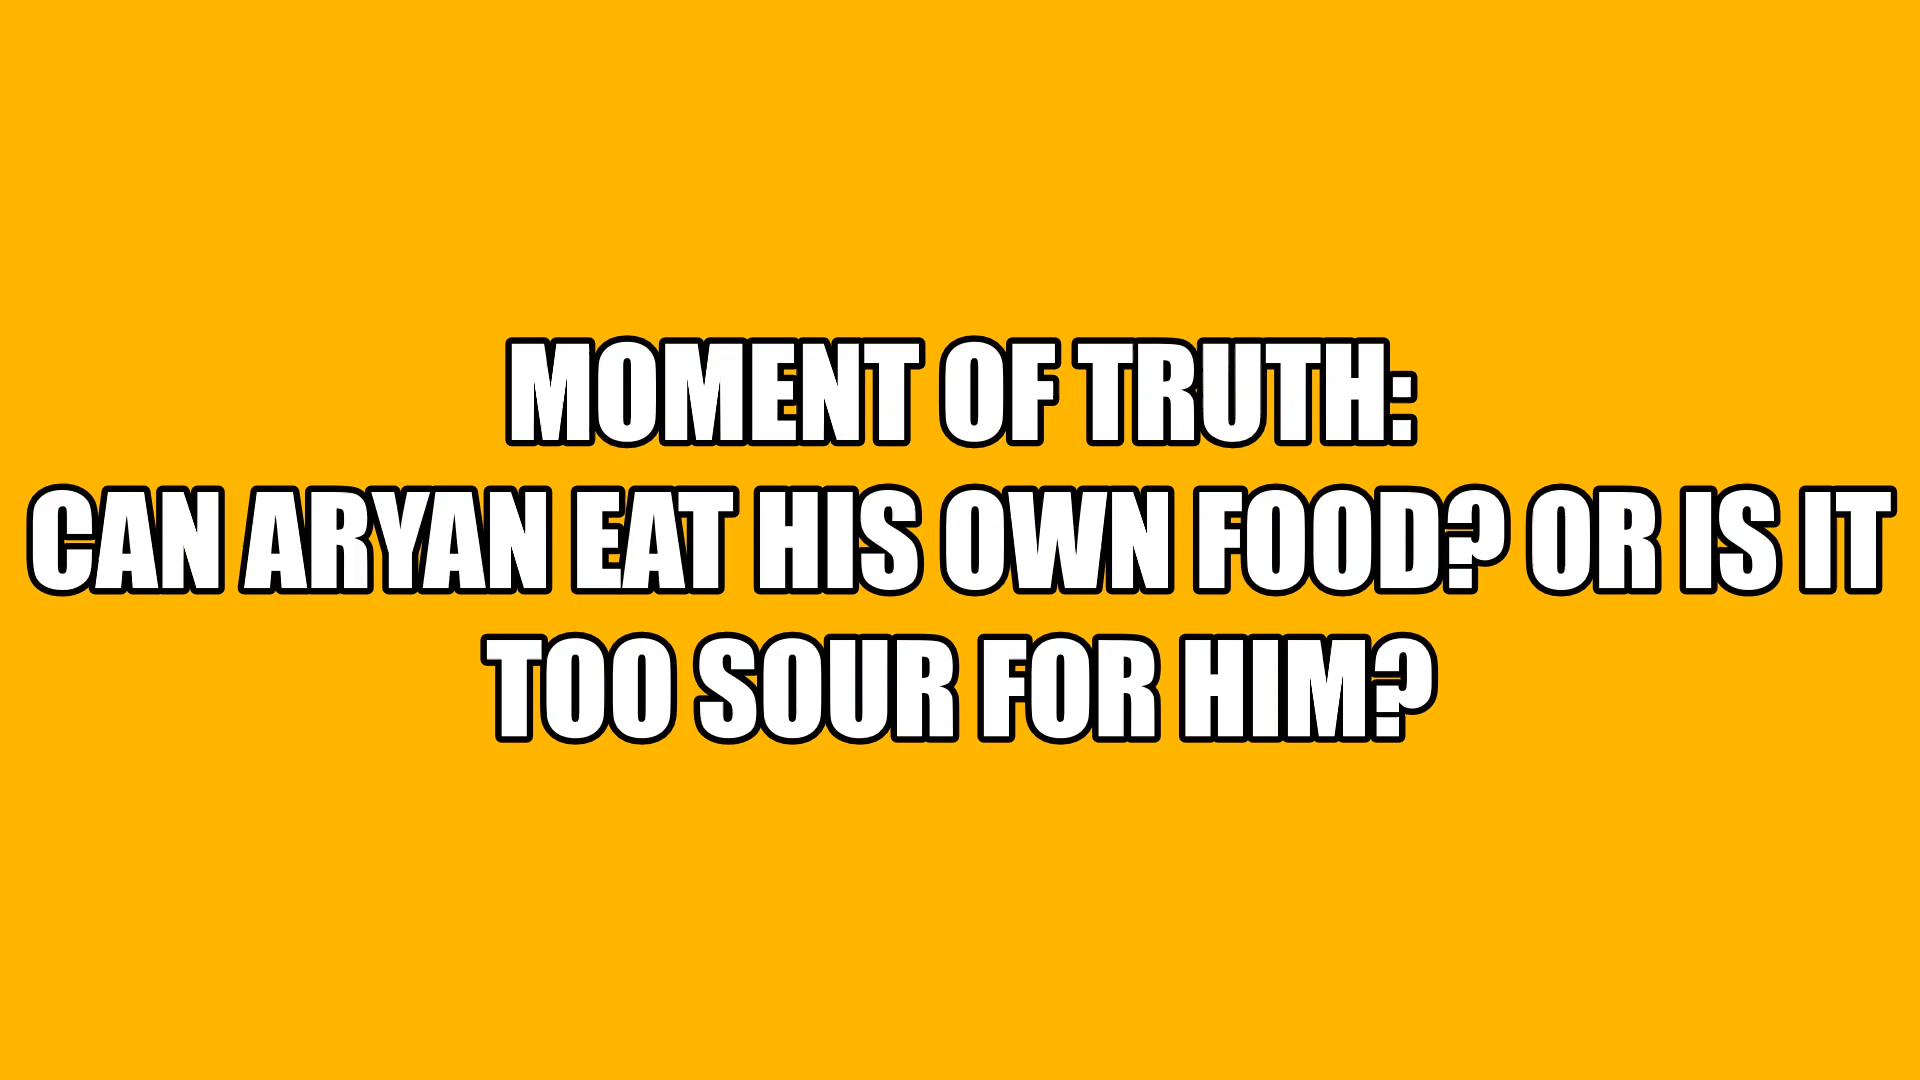 MOMENT OF TRUTH:
CAN ARYAN EAT HIS OWN FOOD? OR IS IT
TOO SOUR FOR HIM?